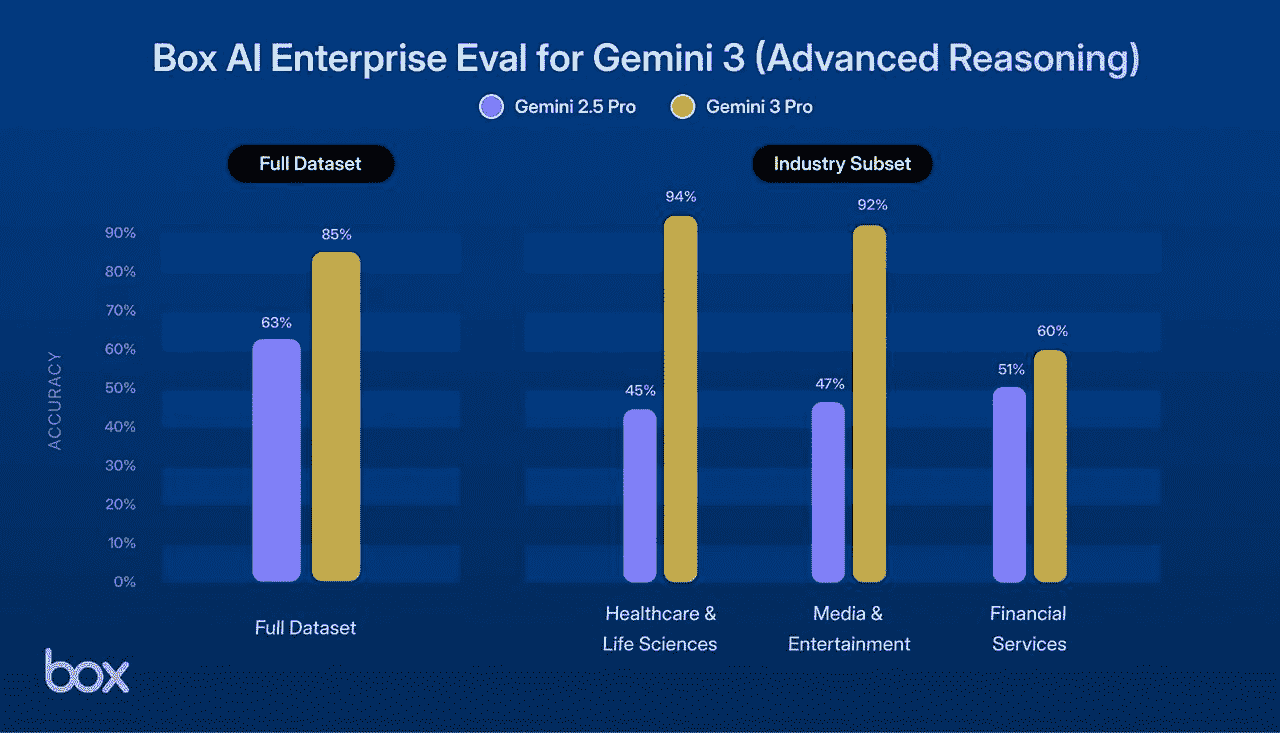 Box AI Enterprise Eval for Gemini 3 (Advanced Reasoning)
Gemini 2.5 Pro
Gemini 3 Pro
Full Dataset
Industry Subset
ACCURACY
90%
80%
70%
60%
50%
40%
30%
20%
10%
0%
63%
85%
45%
94%
47%
92%
51%
60%
Full Dataset
Healthcare &
Life Sciences
Media &
Entertainment
Financial
Services
box